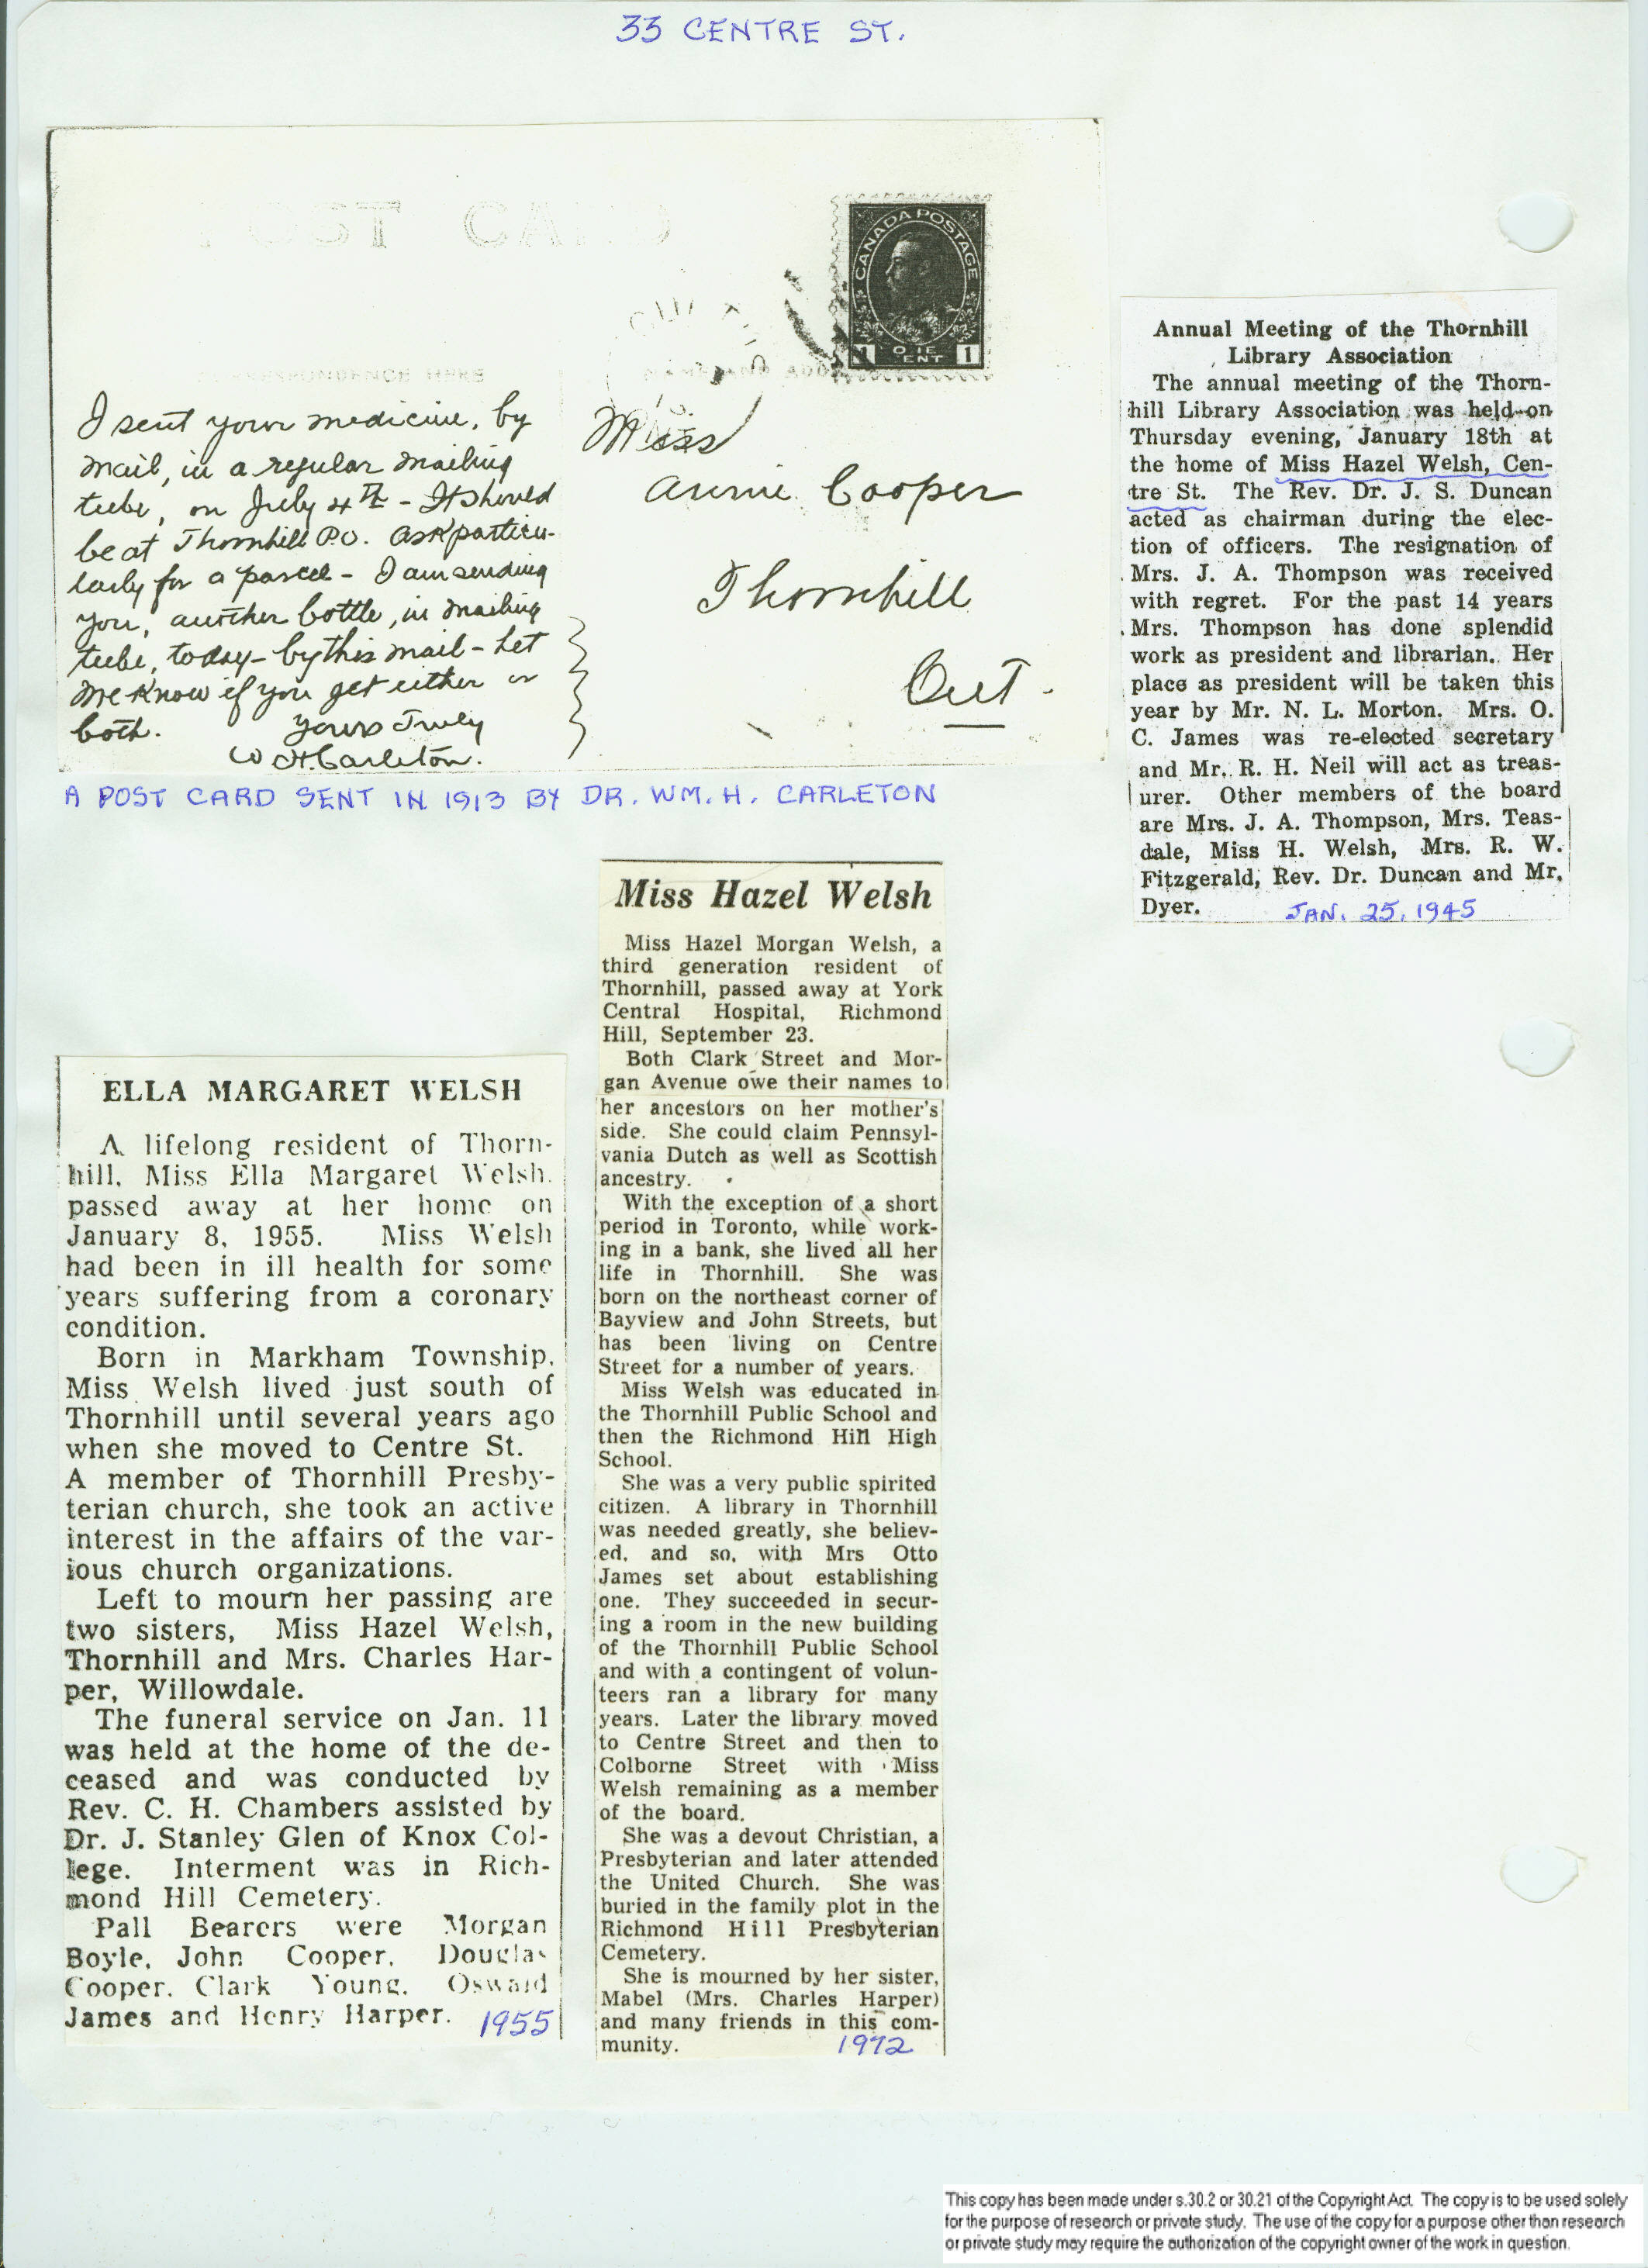 33 CENTRE ST.
POST CARD
CANADA POSTAGE
1 CENT 1
I sent your medicine, by
mail, in a regular mailing
tube, on July 4th - It should
be at Thornhill P.O. ask particu-
larly for a parcel - I am sending
you, another bottle, in mailing
tube, today - by this mail - Let
me know if you get either or
both. Yours Truly
W H. Carleton.
Miss
Annie Cooper
Thornhill
Ont.
A POST CARD SENT IN 1913 BY DR. WM. H. CARLETON
Annual Meeting of the Thornhill
Library Association
The annual meeting of the Thorn-
hill Library Association was held on
Thursday evening, January 18th at
the home of Miss Hazel Welsh, Cen-
tre St. The Rev. Dr. J. S. Duncan
acted as chairman during the elec-
tion of officers. The resignation of
Mrs. J. A. Thompson was received
with regret. For the past 14 years
Mrs. Thompson has done splendid
work as president and librarian. Her
place as president will be taken this
year by Mr. N. L. Morton. Mrs. O.
C. James was re-elected secretary
and Mr. R. H. Neil will act as treas-
urer. Other members of the board
are Mrs. J. A. Thompson, Mrs. Teas-
dale, Miss H. Welsh, Mrs. R. W.
Fitzgerald, Rev. Dr. Duncan and Mr.
Dyer. JAN. 25, 1945
ELLA MARGARET WELSH
A lifelong resident of Thorn-
hill, Miss Ella Margaret Welsh,
passed away at her home on
January 8, 1955. Miss Welsh
had been in ill health for some
years suffering from a coronary
condition.
Born in Markham Township,
Miss Welsh lived just south of
Thornhill until several years ago
when she moved to Centre St.
A member of Thornhill Presby-
terian church, she took an active
interest in the affairs of the var-
ious church organizations.
Left to mourn her passing are
two sisters, Miss Hazel Welsh,
Thornhill and Mrs. Charles Har-
per, Willowdale.
The funeral service on Jan. 11
was held at the home of the de-
ceased and was conducted by
Rev. C. H. Chambers assisted by
Dr. J. Stanley Glen of Knox Col-
lege. Interment was in Rich-
mond Hill Cemetery.
Pall Bearers were Morgan
Boyle, John Cooper, Douglas
Cooper, Clark Young, Oswald
James and Henry Harper. 1955
Miss Hazel Welsh
Miss Hazel Morgan Welsh, a
third generation resident of
Thornhill, passed away at York
Central Hospital, Richmond
Hill, September 23.
Both Clark Street and Mor-
gan Avenue owe their names to
her ancestors on her mother's
side. She could claim Pennsyl-
vania Dutch as well as Scottish
ancestry.
With the exception of a short
period in Toronto, while work-
ing in a bank, she lived all her
life in Thornhill. She was
born on the northeast corner of
Bayview and John Streets, but
has been living on Centre
Street for a number of years.
Miss Welsh was educated in
the Thornhill Public School and
then the Richmond Hill High
School.
She was a very public spirited
citizen. A library in Thornhill
was needed greatly, she believ-
ed, and so, with Mrs Otto
James set about establishing
one. They succeeded in secur-
ing a room in the new building
of the Thornhill Public School
and with a contingent of volun-
teers ran a library for many
years. Later the library moved
to Centre Street and then to
Colborne Street with Miss
Welsh remaining as a member
of the board.
She was a devout Christian, a
Presbyterian and later attended
the United Church. She was
buried in the family plot in the
Richmond Hill Presbyterian
Cemetery.
She is mourned by her sister,
Mabel (Mrs. Charles Harper)
and many friends in this com-
munity. 1972
This copy has been made under s.30.2 or 30.21 of the Copyright Act. The copy is to be used solely
for the purpose of research or private study. The use of the copy for a purpose other than research
or private study may require the authorization of the copyright owner of the work in question.